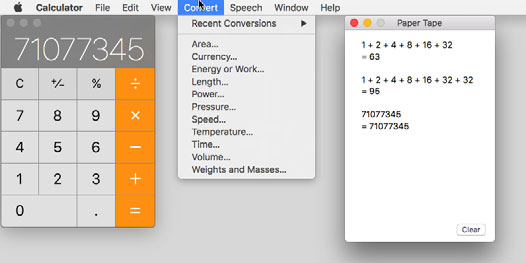 Calculator File Edit View Convert Speech Window Help
71077345
C +/− % ÷
7 8 9 ×
4 5 6 −
1 2 3 +
0 . =
Recent Conversions
Area...
Currency...
Energy or Work...
Length...
Power...
Pressure...
Speed...
Temperature...
Time...
Volume...
Weights and Masses...
Paper Tape
1 + 2 + 4 + 8 + 16 + 32
= 63
1 + 2 + 4 + 8 + 16 + 32 + 32
= 95
71077345
= 71077345
Clear